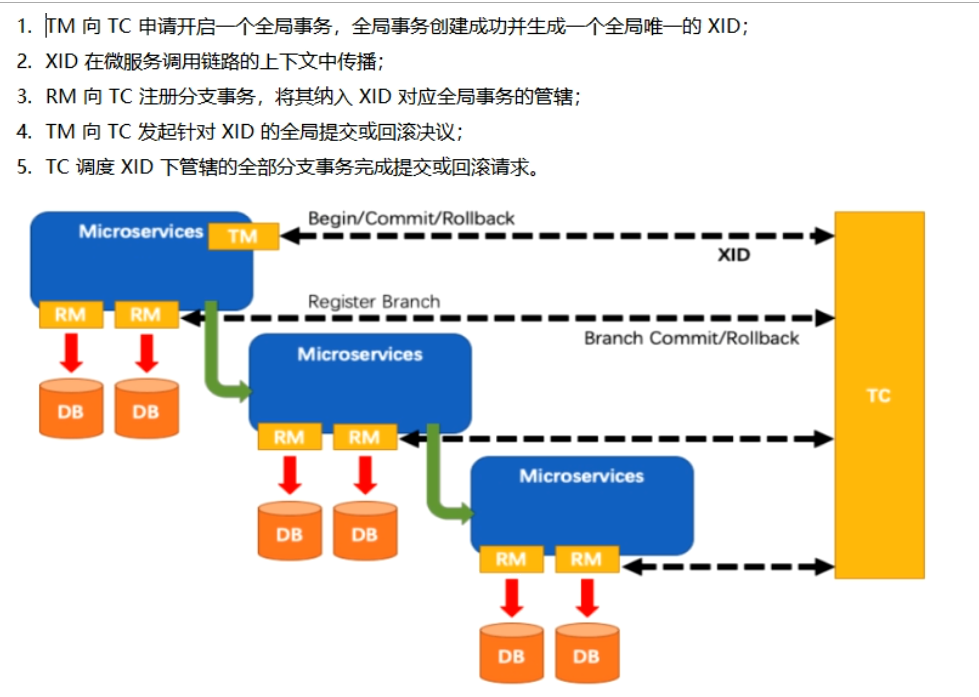 1. TM 向 TC 申请开启一个全局事务，全局事务创建成功并生成一个全局唯一的 XID；
2. XID 在微服务调用链路的上下文中传播；
3. RM 向 TC 注册分支事务，将其纳入 XID 对应全局事务的管辖；
4. TM 向 TC 发起针对 XID 的全局提交或回滚决议；
5. TC 调度 XID 下管辖的全部分支事务完成提交或回滚请求。
Begin/Commit/Rollback
Microservices
TM
XID
Register Branch
RM
RM
Branch Commit/Rollback
Microservices
TC
DB
DB
RM
RM
Microservices
DB
DB
RM
RM
DB
DB